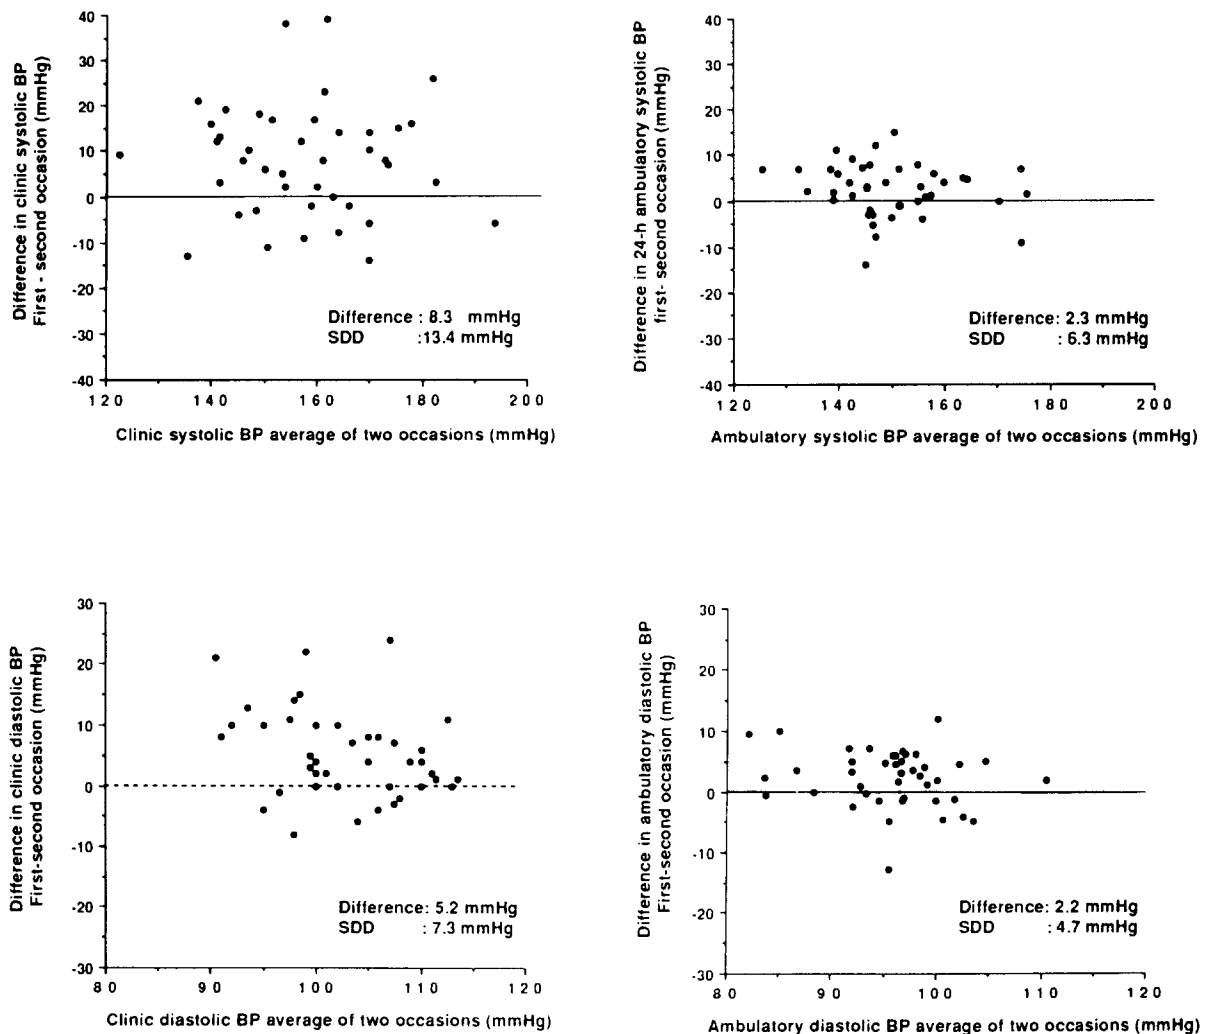 Difference in clinic systolic BP
First - second occasion (mmHg)
40
30
20
10
0
-10
-20
-30
-40
Difference : 8.3 mmHg
SDD :13.4 mmHg
120
140
160
180
200
Clinic systolic BP average of two occasions (mmHg)
Difference in 24-h ambulatory systolic BP
first- second occasion (mmHg)
40
30
20
10
0
-10
-20
-30
-40
Difference: 2.3 mmHg
SDD : 6.3 mmHg
120
140
160
180
200
Ambulatory systolic BP average of two occasions (mmHg)
Difference in clinic diastolic BP
First-second occasion (mmHg)
30
20
10
0
-10
-20
-30
Difference: 5.2 mmHg
SDD : 7.3 mmHg
80
90
100
110
120
Clinic diastolic BP average of two occasions (mmHg)
Difference in ambulatory diastolic BP
First-second occasion (mmHg)
30
20
10
0
-10
-20
-30
Difference: 2.2 mmHg
SDD : 4.7 mmHg
80
90
100
110
120
Ambulatory diastolic BP average of two occasions (mmHg)